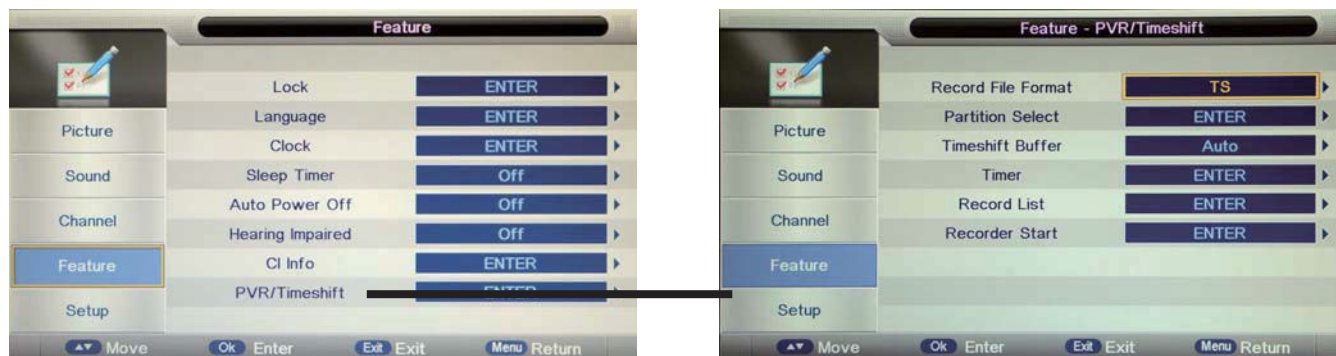 Feature
Picture
Sound
Channel
Feature
Setup
Lock ENTER
Language ENTER
Clock ENTER
Sleep Timer Off
Auto Power Off Off
Hearing Impaired Off
CI Info ENTER
PVR/Timeshift ENTER
Move Ok Enter Exit Exit Menu Return
Feature - PVR/Timeshift
Picture
Sound
Channel
Feature
Setup
Record File Format TS
Partition Select ENTER
Timeshift Buffer Auto
Timer ENTER
Record List ENTER
Recorder Start ENTER
Move Ok Enter Exit Exit Menu Return